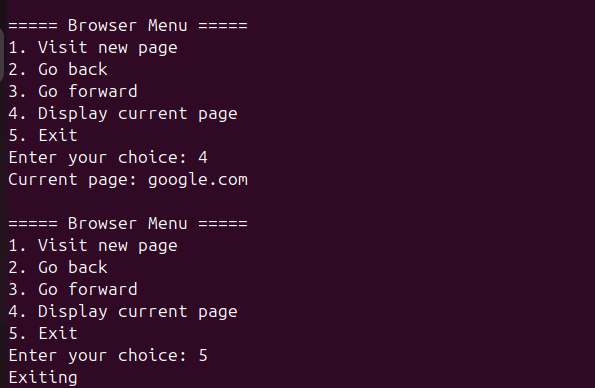 ===== Browser Menu =====
1. Visit new page
2. Go back
3. Go forward
4. Display current page
5. Exit
Enter your choice: 4
Current page: google.com

===== Browser Menu =====
1. Visit new page
2. Go back
3. Go forward
4. Display current page
5. Exit
Enter your choice: 5
Exiting